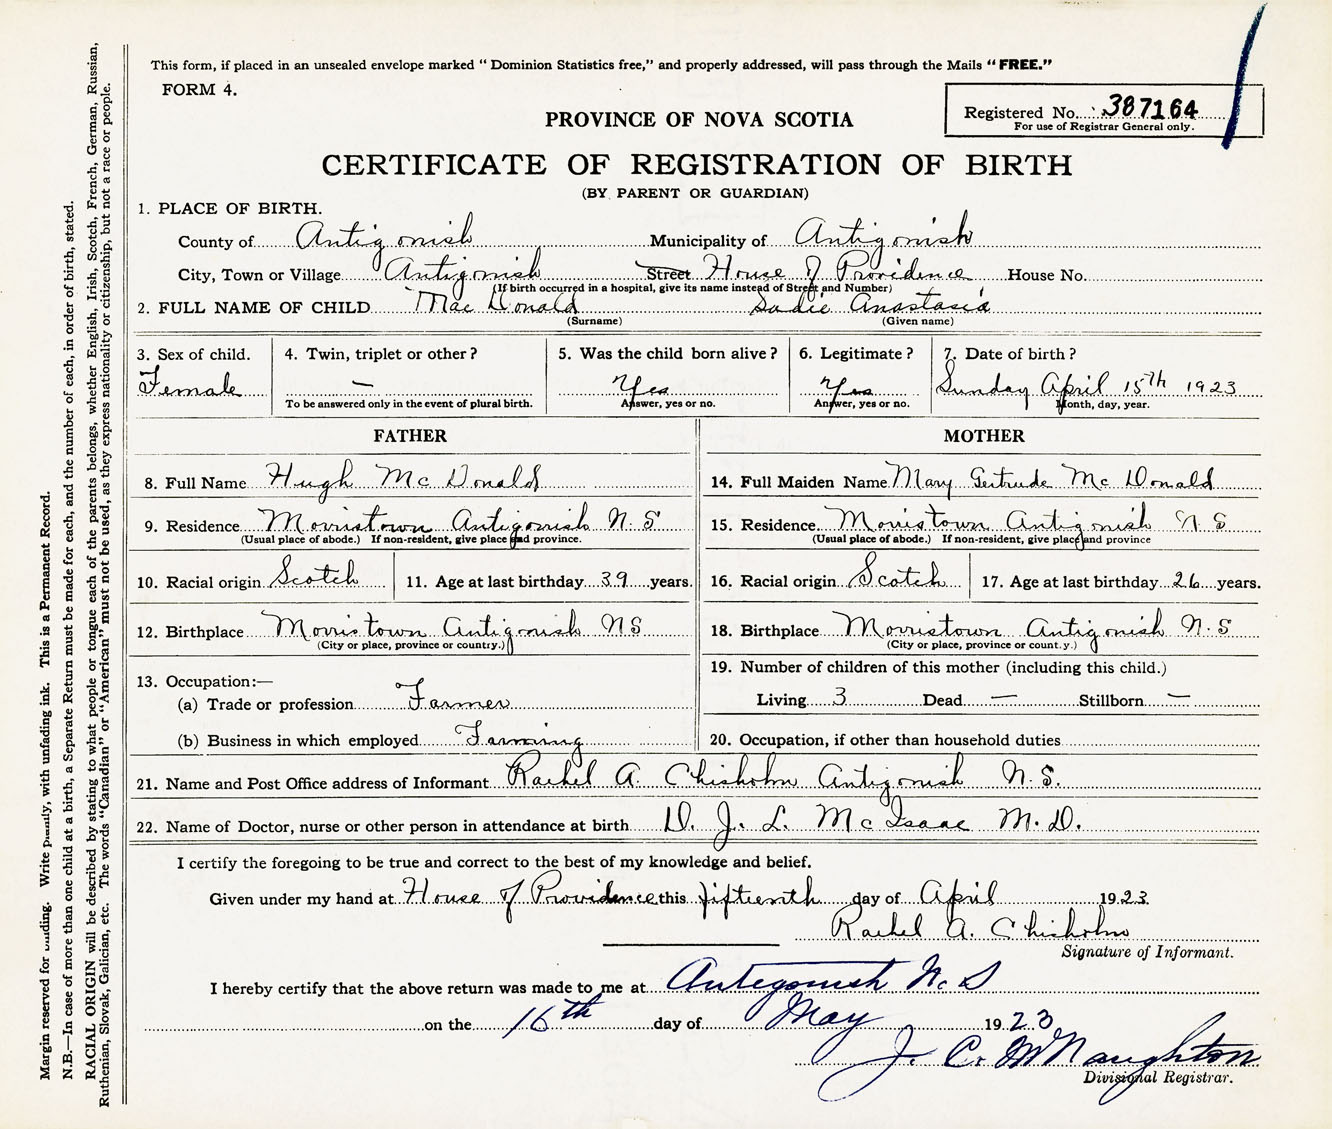 This form, if placed in an unsealed envelope marked "Dominion Statistics free," and properly addressed, will pass through the Mails "FREE."
FORM 4.
Registered No. 387164
For use of Registrar General only.
PROVINCE OF NOVA SCOTIA
CERTIFICATE OF REGISTRATION OF BIRTH
(BY PARENT OR GUARDIAN)
1. PLACE OF BIRTH.
County of Antigonish Municipality of Antigonish
City, Town or Village Antigonish Street House of Providence House No.
(If birth occurred in a hospital, give its name instead of Street and Number)
2. FULL NAME OF CHILD Mac Donald Sadie Anastasia
(Surname) (Given name)
3. Sex of child. 4. Twin, triplet or other? 5. Was the child born alive? 6. Legitimate? 7. Date of birth?
Female — Yes Yes Sunday April 15th 1923
To be answered only in the event of plural birth. Answer, yes or no. Answer, yes or no. Month, day, year.
FATHER MOTHER
8. Full Name Hugh Mc Donald 14. Full Maiden Name Mary Gertrude Mc Donald
9. Residence Morristown Antigonish N S 15. Residence. Morristown Antigonish N. S
(Usual place of abode.) If non-resident, give place and province. (Usual place of abode.) If non-resident, give place and province
10. Racial origin Scotch 11. Age at last birthday 39 years. 16. Racial origin Scotch 17. Age at last birthday 26 years.
12. Birthplace Morristown Antigonish N S 18. Birthplace Morristown Antigonish N. S
(City or place, province or country.) (City or place, province or count.y.)
19. Number of children of this mother (including this child.)
13. Occupation:—
(a) Trade or profession Farmer Living 3 Dead — Stillborn —
(b) Business in which employed Farming 20. Occupation, if other than household duties
21. Name and Post Office address of Informant Rachel A. Chisholm Antigonish N. S.
22. Name of Doctor, nurse or other person in attendance at birth D. J. L. Mc Isaac M. D.
I certify the foregoing to be true and correct to the best of my knowledge and belief.
Given under my hand at House of Providence this fifteenth day of April 1923.
Rachel A. Chisholm
Signature of Informant.
I hereby certify that the above return was made to me at Antigonish N. S
on the 16th day of May 1923
J. C. McNaughton
Divisional Registrar.
Margin reserved for binding. Write plainly, with unfading ink. This is a Permanent Record.
N.B.—In case of more than one child at a birth, a Separate Return must be made for each, and the number of each, in order of birth, stated.
RACIAL ORIGIN will be described by stating to what people or tongue each of the parents belongs, whether English, Irish, Scotch, French, German, Russian,
Ruthenian, Slovak, Galician, etc. The words "Canadian" or "American" must not be used, as they express nationality or citizenship, but not a race or people.